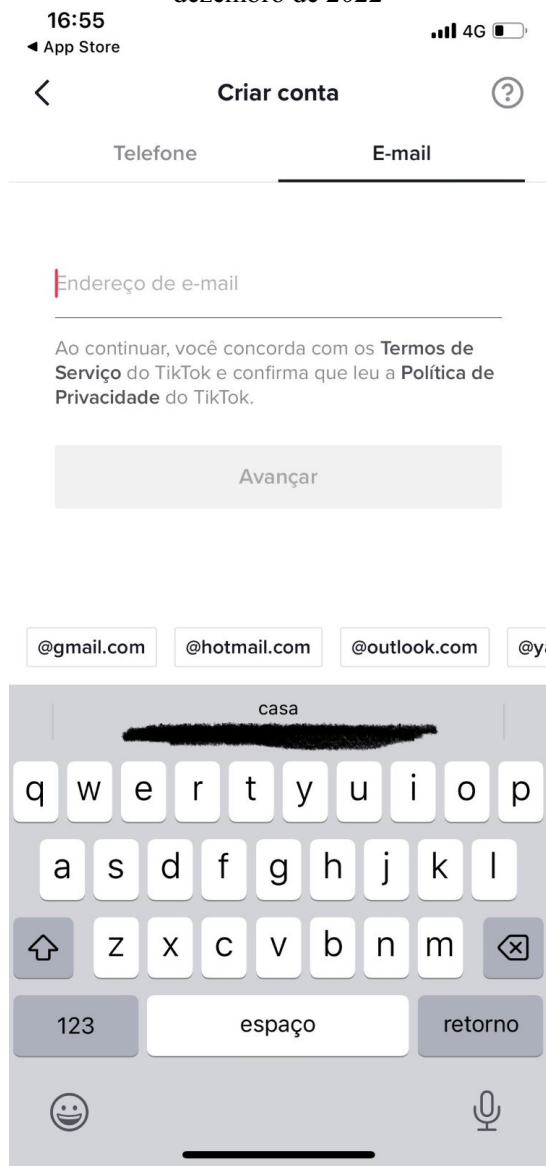 dezembro de 2022
16:55
4G
◀ App Store
Criar conta
?
Telefone
E-mail
Endereço de e-mail
Ao continuar, você concorda com os Termos de
Serviço do TikTok e confirma que leu a Política de
Privacidade do TikTok.
Avançar
@gmail.com
@hotmail.com
@outlook.com
casa
q w e r t y u i o p
a s d f g h j k l
z x c v b n m
123
espaço
retorno